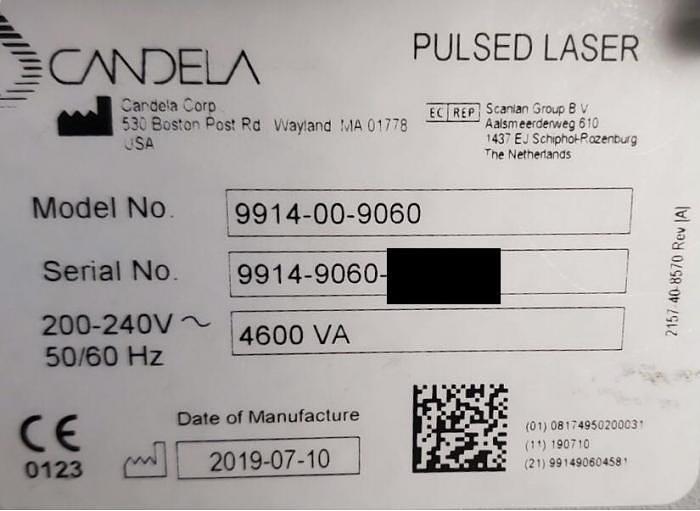 CANDELA
PULSED LASER
Candela Corp
530 Boston Post Rd Wayland MA 01778
USA
EC REP
Scanlan Group B V
Aalsmeerderweg 610
1437 EJ Schiphol-Rozenburg
The Netherlands
Model No. 9914-00-9060
Serial No. 9914-9060-
200-240V ~ 4600 VA
50/60 Hz
2157-40-8570 Rev [A]
CE
0123
Date of Manufacture
2019-07-10
(01) 08174950200031
(11) 190710
(21) 991490604581